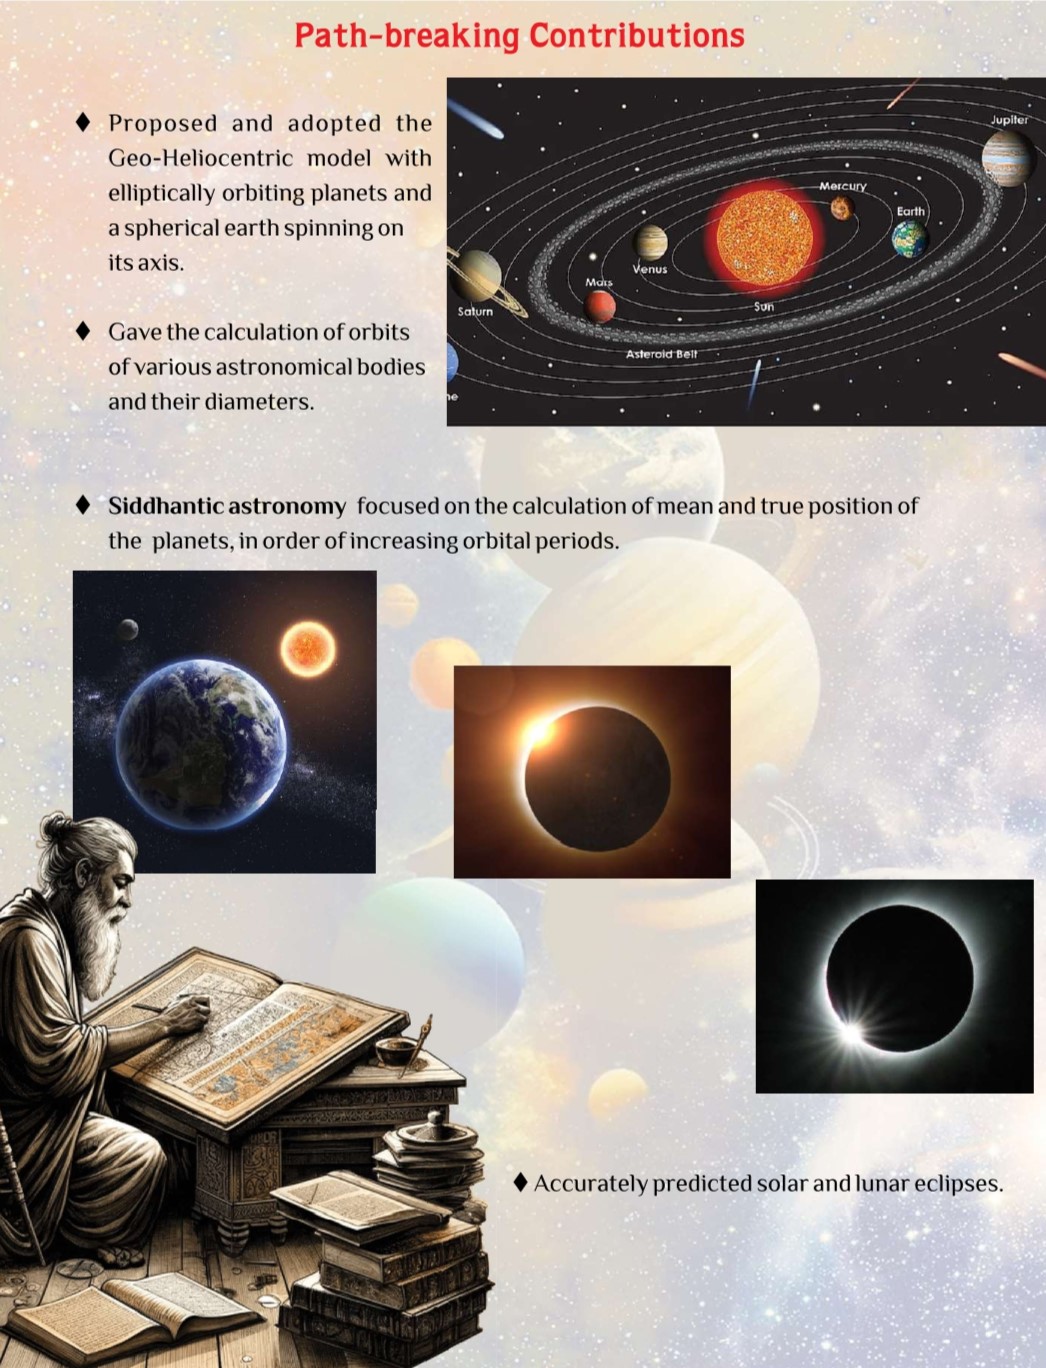 Path-breaking Contributions
♦ Proposed and adopted the
Geo-Heliocentric model with
elliptically orbiting planets and
a spherical earth spinning on
its axis.
♦ Gave the calculation of orbits
of various astronomical bodies
and their diameters.
Jupiter
Mercury
Earth
Venus
Mars
Saturn
Sun
Asteroid Belt
ne
♦ Siddhantic astronomy focused on the calculation of mean and true position of
the planets, in order of increasing orbital periods.
♦ Accurately predicted solar and lunar eclipses.